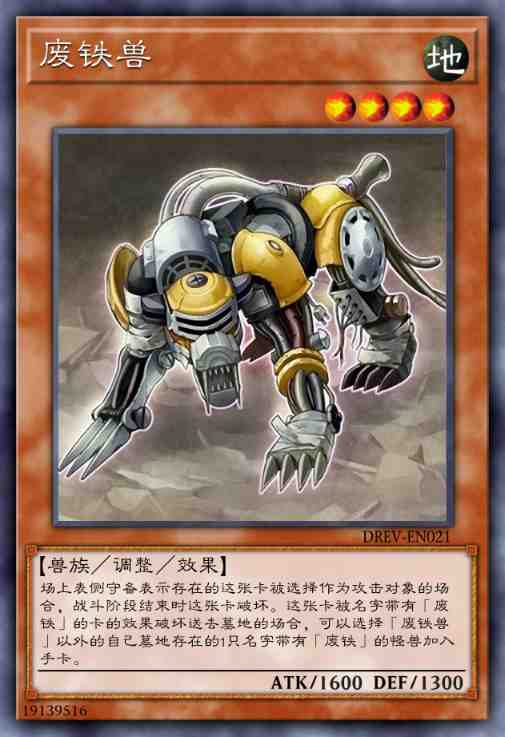 废铁兽
地
DREV-EN021
【兽族／调整／效果】
场上表侧守备表示存在的这张卡被选择作为攻击对象的场
合，战斗阶段结束时这张卡破坏。这张卡被名字带有「废
铁」的卡的效果破坏送去墓地的场合，可以选择「废铁兽
」以外的自己墓地存在的1只名字带有「废铁」的怪兽加入
手卡。
ATK/1600 DEF/1300
19139516